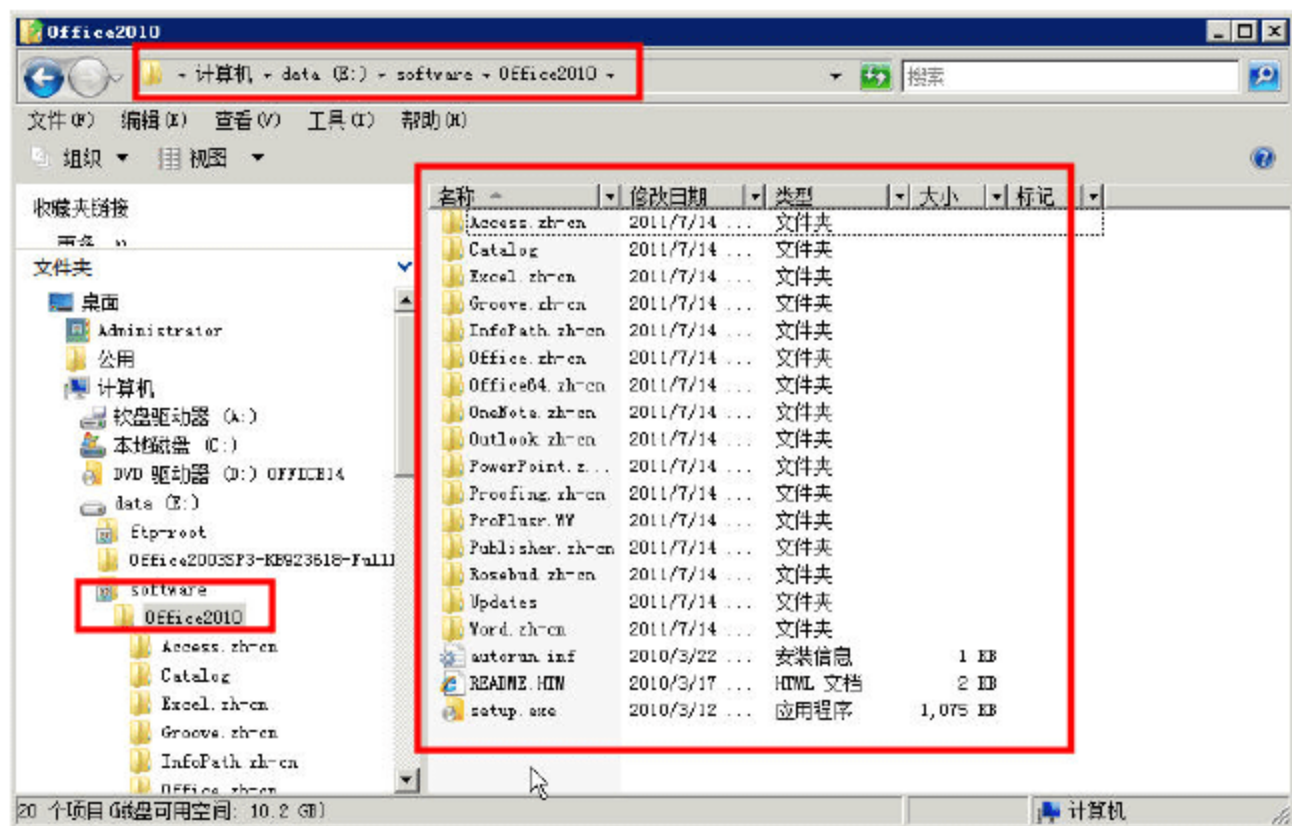 Office2010
计算机 data (E:) software Office2010
搜索
文件(F) 编辑(E) 查看(V) 工具(T) 帮助(H)
组织 视图
收藏夹链接
更多 »
文件夹
桌面
Administrator
公用
计算机
软盘驱动器 (A:)
本地磁盘 (C:)
DVD 驱动器 (D:) OFFICE14
data (E:)
ftp-root
Office2003SP3-KB923618-Full
software
Office2010
Access.zh-cn
Catalog
Excel.zh-cn
Groove.zh-cn
InfoPath.zh-cn
Office.zh-cn
名称 修改日期 类型 大小 标记
Access.zh-cn 2011/7/14 ... 文件夹
Catalog 2011/7/14 ... 文件夹
Excel.zh-cn 2011/7/14 ... 文件夹
Groove.zh-cn 2011/7/14 ... 文件夹
InfoPath.zh-cn 2011/7/14 ... 文件夹
Office.zh-cn 2011/7/14 ... 文件夹
Office64.zh-cn 2011/7/14 ... 文件夹
OneNote.zh-cn 2011/7/14 ... 文件夹
Outlook.zh-cn 2011/7/14 ... 文件夹
PowerPoint.z... 2011/7/14 ... 文件夹
Proofing.zh-cn 2011/7/14 ... 文件夹
ProPlusr.WW 2011/7/14 ... 文件夹
Publisher.zh-cn 2011/7/14 ... 文件夹
Rosebud.zh-cn 2011/7/14 ... 文件夹
Updates 2011/7/14 ... 文件夹
Word.zh-cn 2011/7/14 ... 文件夹
autorun.inf 2010/3/22 ... 安装信息 1 KB
README.HTM 2010/3/17 ... HTML 文档 2 KB
setup.exe 2010/3/12 ... 应用程序 1,075 KB
20 个项目(磁盘可用空间: 10.2 GB)
计算机